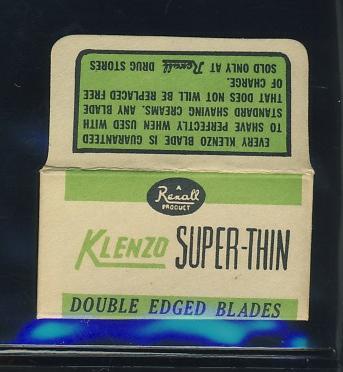 EVERY KLENZO BLADE IS GUARANTEED
TO SHAVE PERFECTLY WHEN USED WITH
STANDARD SHAVING CREAMS. ANY BLADE
THAT DOES NOT WILL BE REPLACED FREE
OF CHARGE.
SOLD ONLY AT Rexall DRUG STORES
A
Rexall
PRODUCT
KLENZO SUPER-THIN
DOUBLE EDGED BLADES